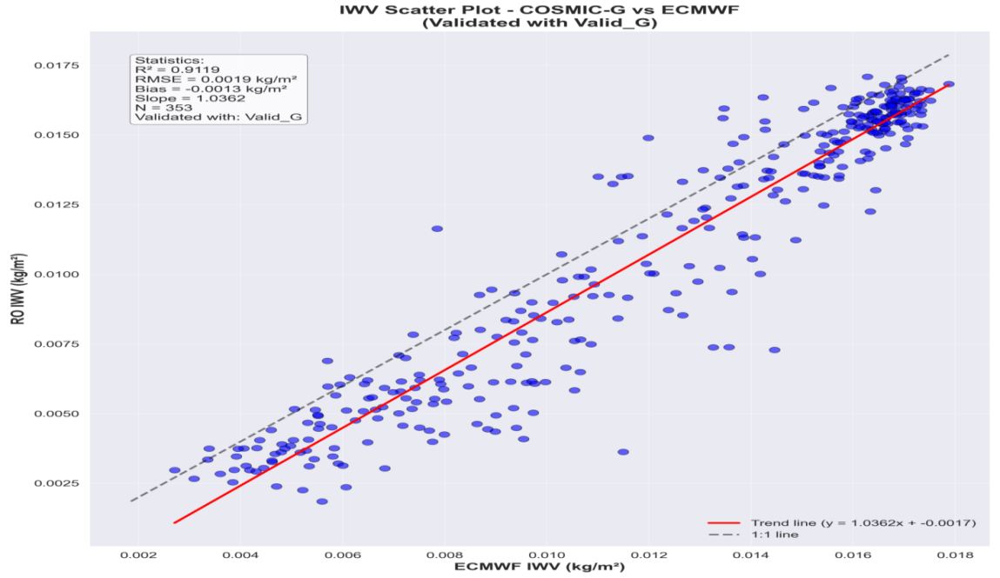 IWV Scatter Plot - COSMIC-G vs ECMWF
(Validated with Valid_G)
Statistics:
R² = 0.9119
RMSE = 0.0019 kg/m²
Bias = -0.0013 kg/m²
Slope = 1.0362
N = 353
Validated with: Valid_G
0.0175
0.0150
0.0125
0.0100
0.0075
0.0050
0.0025
RO IWV (kg/m²)
Trend line (y = 1.0362x + -0.0017)
1:1 line
0.002 0.004 0.006 0.008 0.010 0.012 0.014 0.016 0.018
ECMWF IWV (kg/m²)